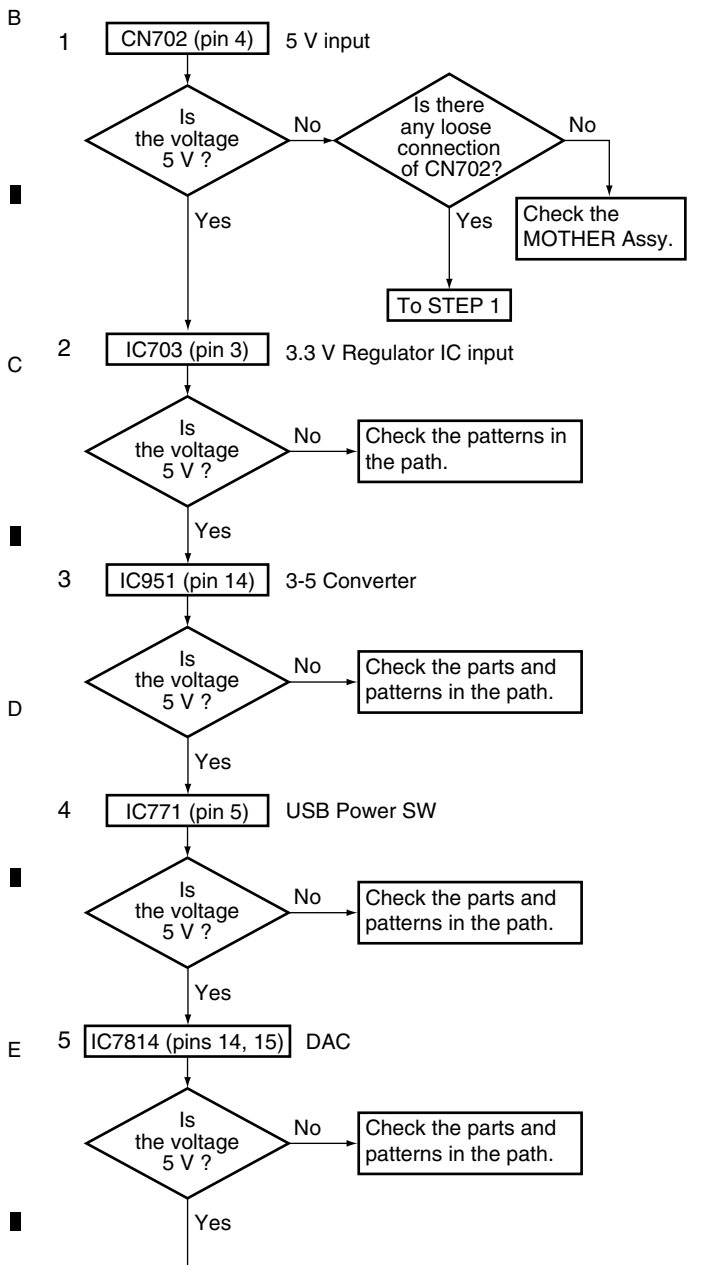 B
1 CN702 (pin 4) 5 V input
Is
the voltage
5 V ?
No
Is there
any loose
connection
of CN702?
No
Yes
Yes
Check the
MOTHER Assy.
To STEP 1
2 IC703 (pin 3) 3.3 V Regulator IC input
C
Is
the voltage
5 V ?
No
Check the patterns in
the path.
Yes
3 IC951 (pin 14) 3-5 Converter
Is
the voltage
5 V ?
No
Check the parts and
patterns in the path.
D
Yes
4 IC771 (pin 5) USB Power SW
Is
the voltage
5 V ?
No
Check the parts and
patterns in the path.
Yes
E
5 IC7814 (pins 14, 15) DAC
Is
the voltage
5 V ?
No
Check the parts and
patterns in the path.
Yes